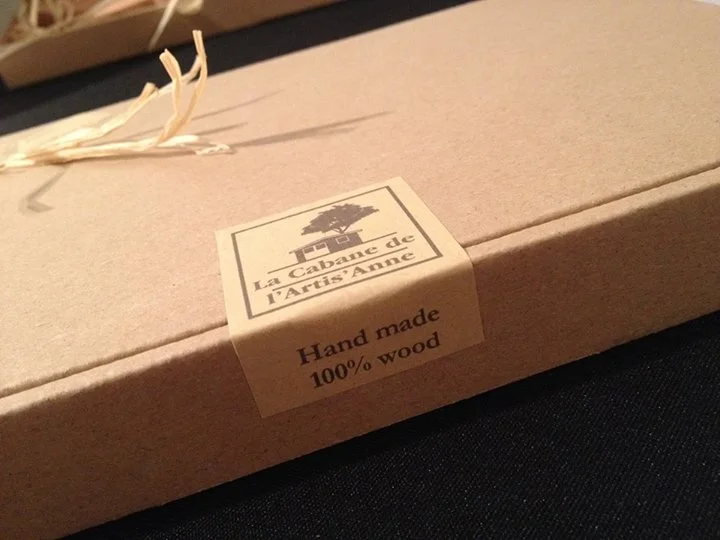 La Cabane de
l'Artis'Anne
Hand made
100% wood